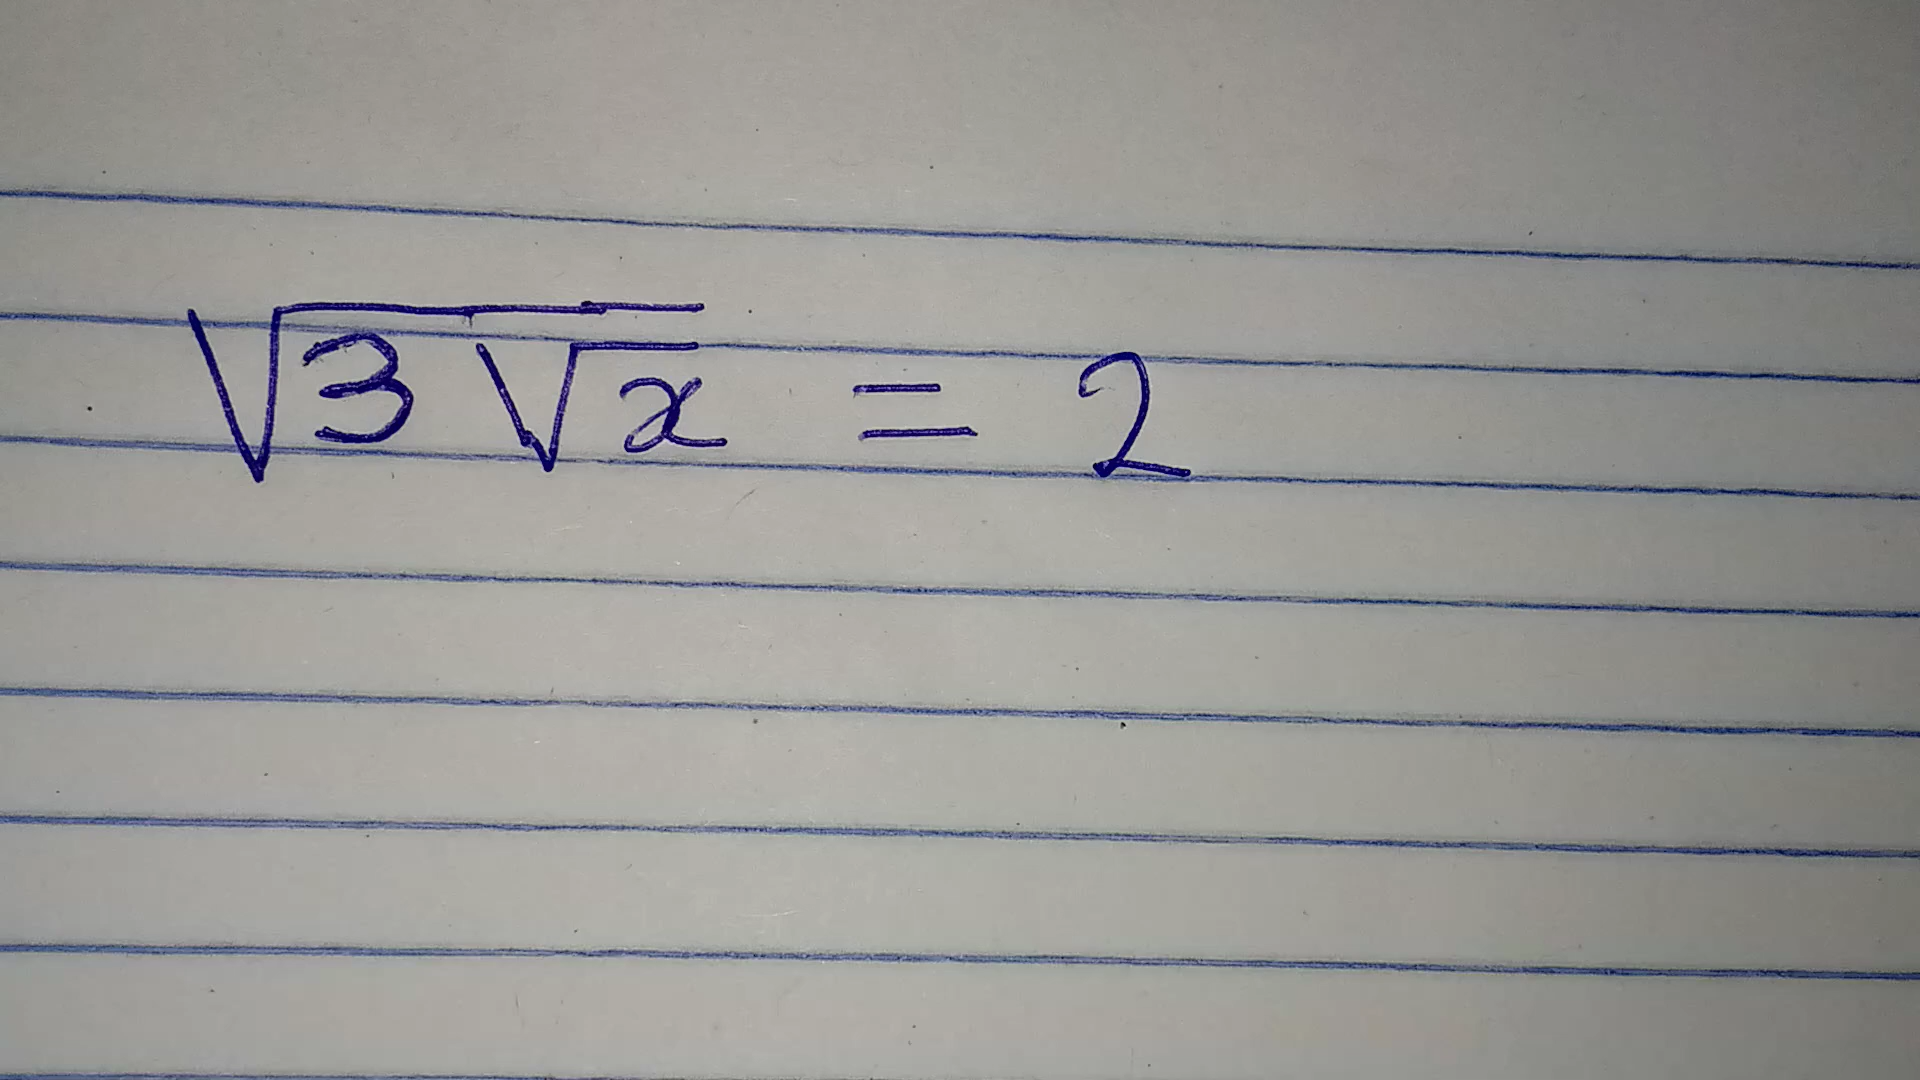 √(3√x) = 2